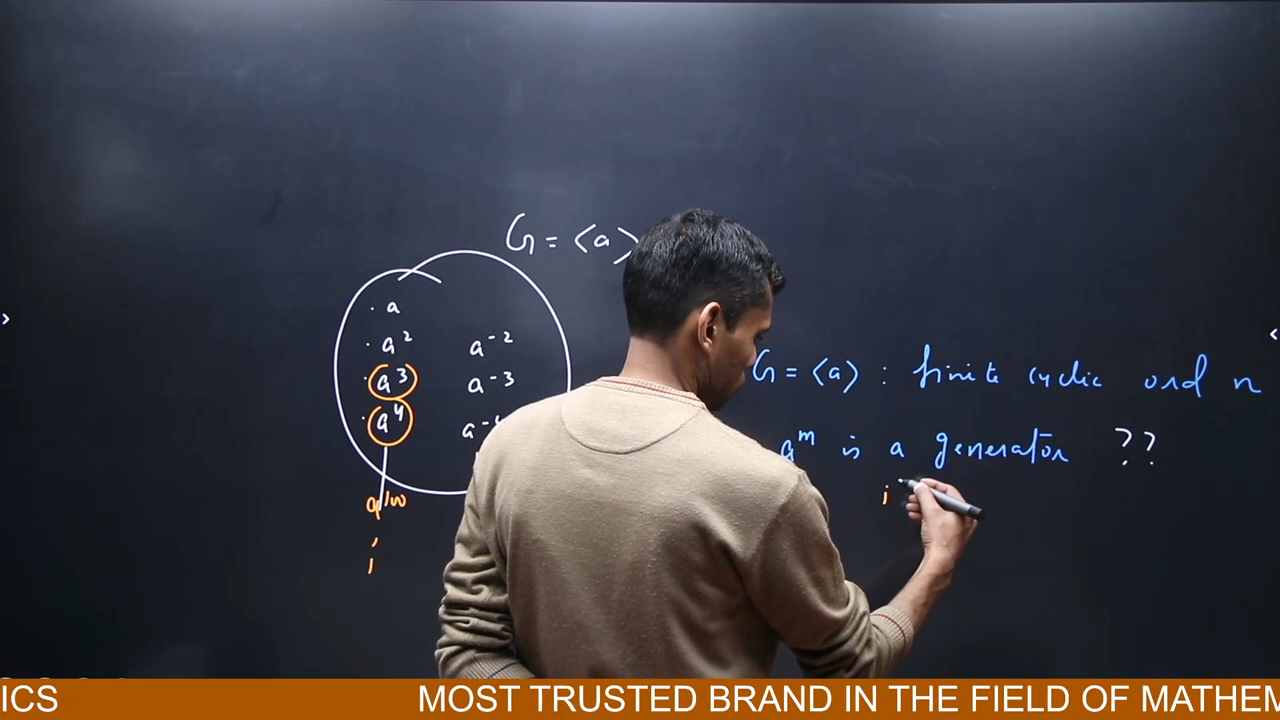 G = <a>
a
a² a⁻²
a³ a⁻³
a⁴
a¹⁰⁰
G = <a> : finite cyclic ord n
aᵐ is a generator ??
i
ICS MOST TRUSTED BRAND IN THE FIELD OF MATHEM